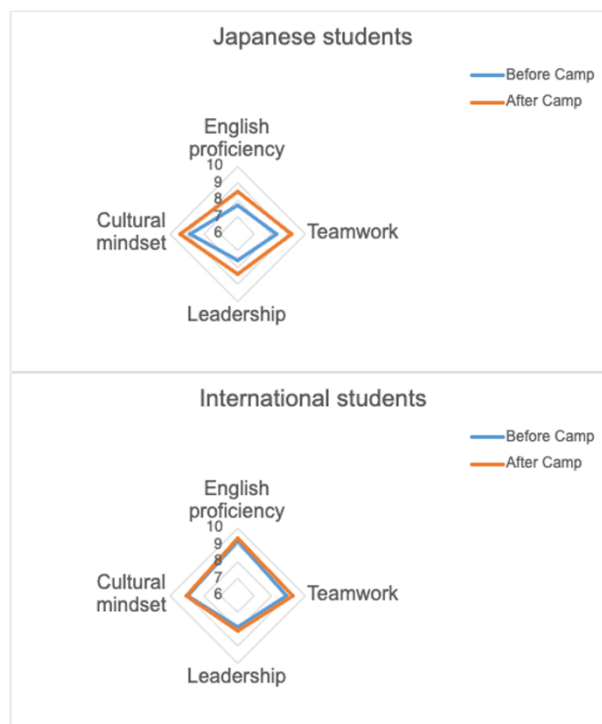 Japanese students
Before Camp
After Camp
English
proficiency
10
9
8
7
6
Cultural
mindset
Teamwork
Leadership
International students
Before Camp
After Camp
English
proficiency
10
9
8
7
6
Cultural
mindset
Teamwork
Leadership